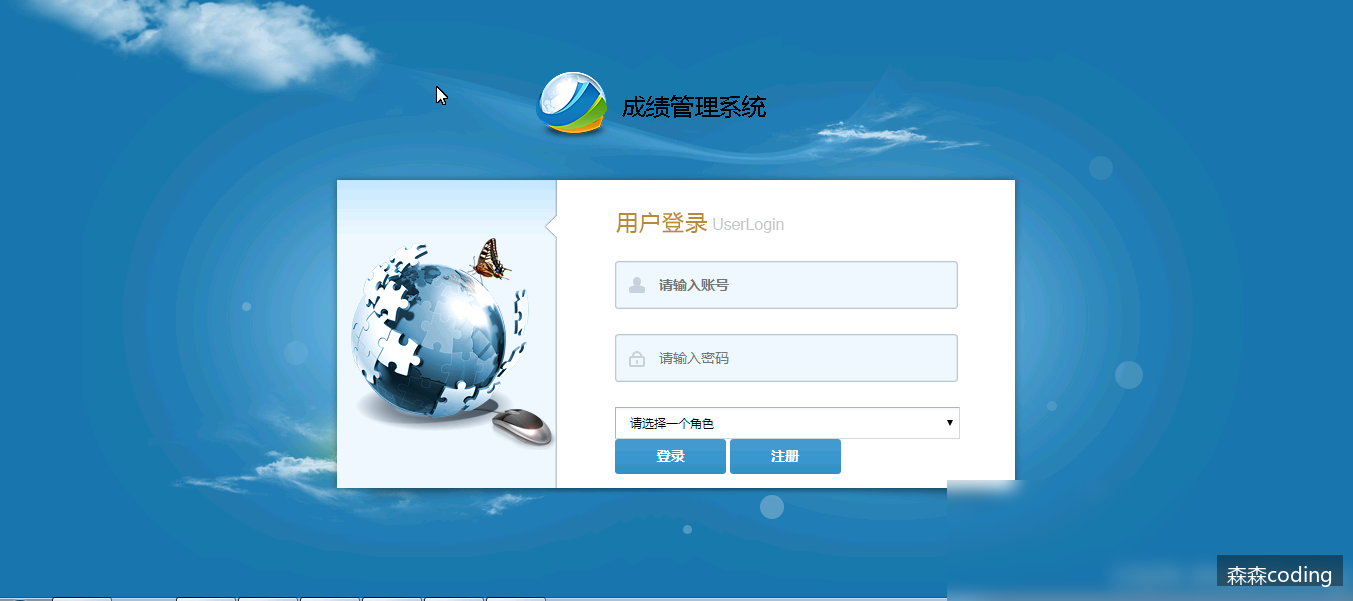 成绩管理系统
用户登录 UserLogin
请输入账号
请输入密码
请选择一个角色
登录 注册
森森coding